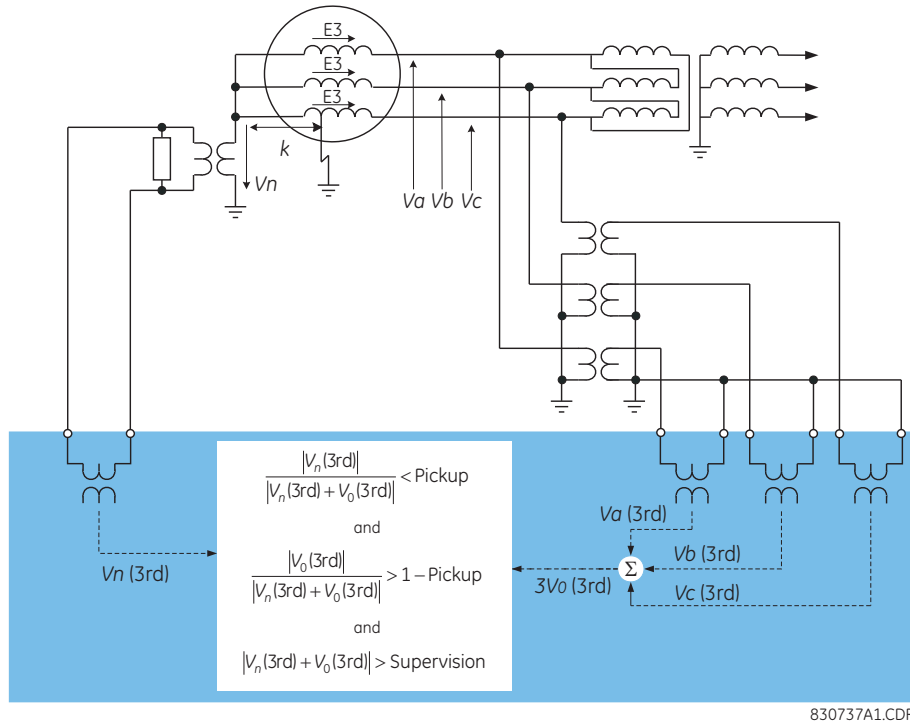 E3
E3
E3
k
Vn
Va Vb Vc
|Vn(3rd)| / |Vn(3rd) + V0(3rd)| < Pickup
and
|V0(3rd)| / |Vn(3rd) + V0(3rd)| > 1 – Pickup
and
|Vn(3rd) + V0(3rd)| > Supervision
Vn (3rd)
Va (3rd)
Vb (3rd)
Σ
3V0 (3rd)
Vc (3rd)
830737A1.CDR